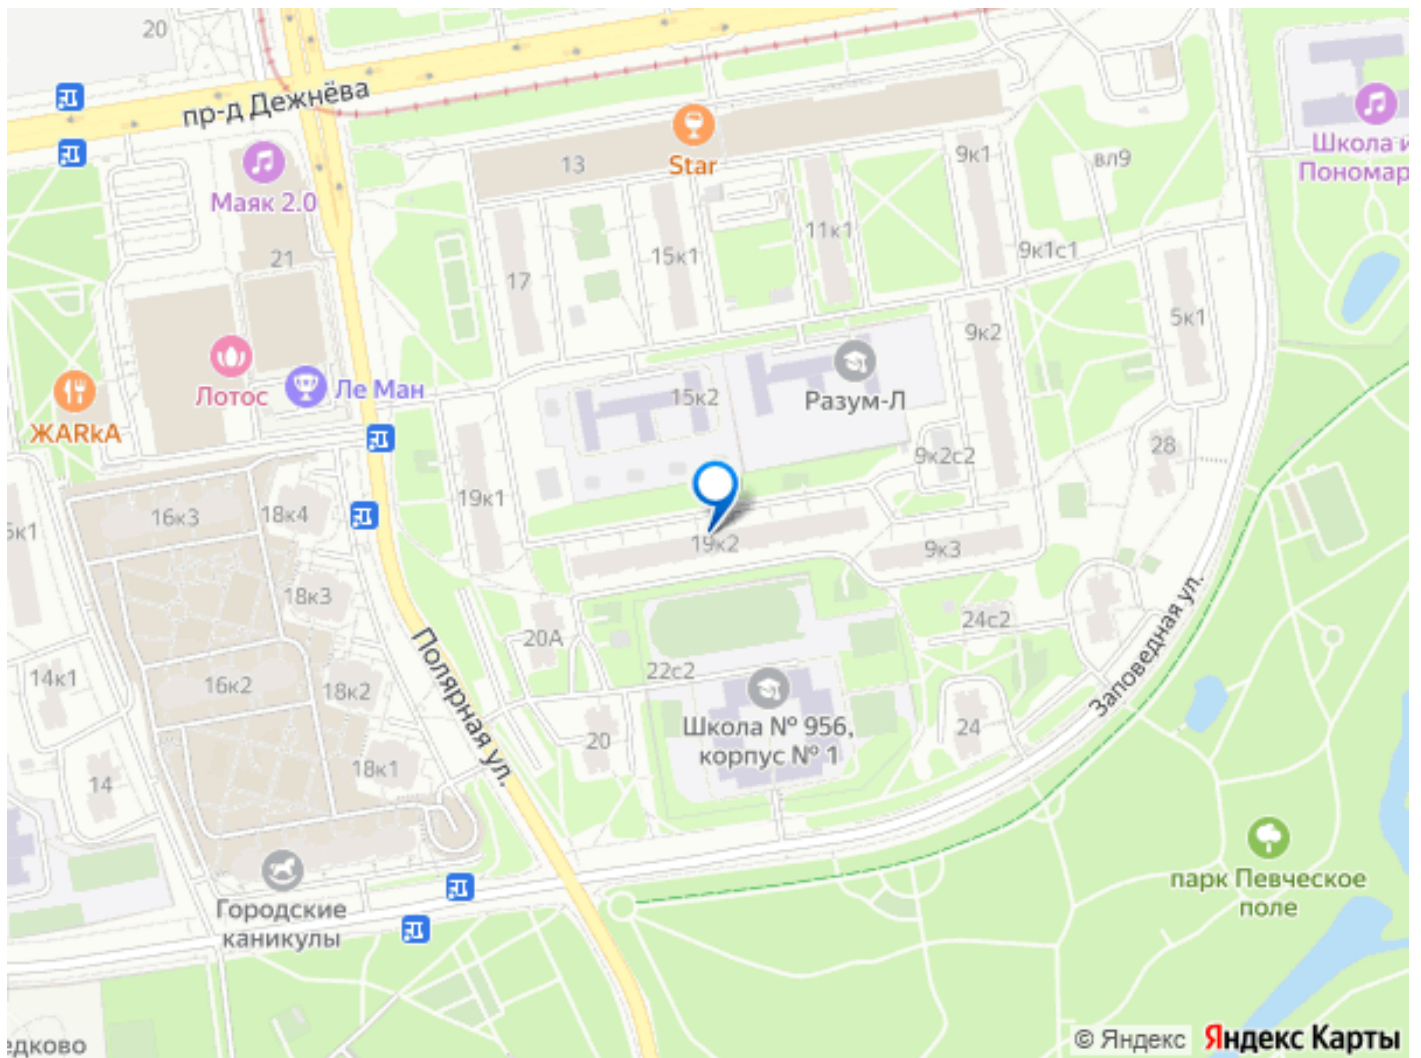 20
пр-д Дежнёва
Star
13
9к1
вл9
Школа и
Пономар
Маяк 2.0
21
17
15к1
11к1
9к1с1
5к1
9к2
Лотос
Ле Ман
ЖАRкА
15к2
Разум-Л
9к2с2
28
19к1
16к3
18к4
5к1
19к2
9к3
18к3
20А
24с2
Заповедная ул.
Полярная ул.
14к1
16к2
18к2
22с2
Школа № 956,
корпус № 1
20
24
14
18к1
Городские
каникулы
парк Певческое
поле
едково
© Яндекс
Яндекс Карты